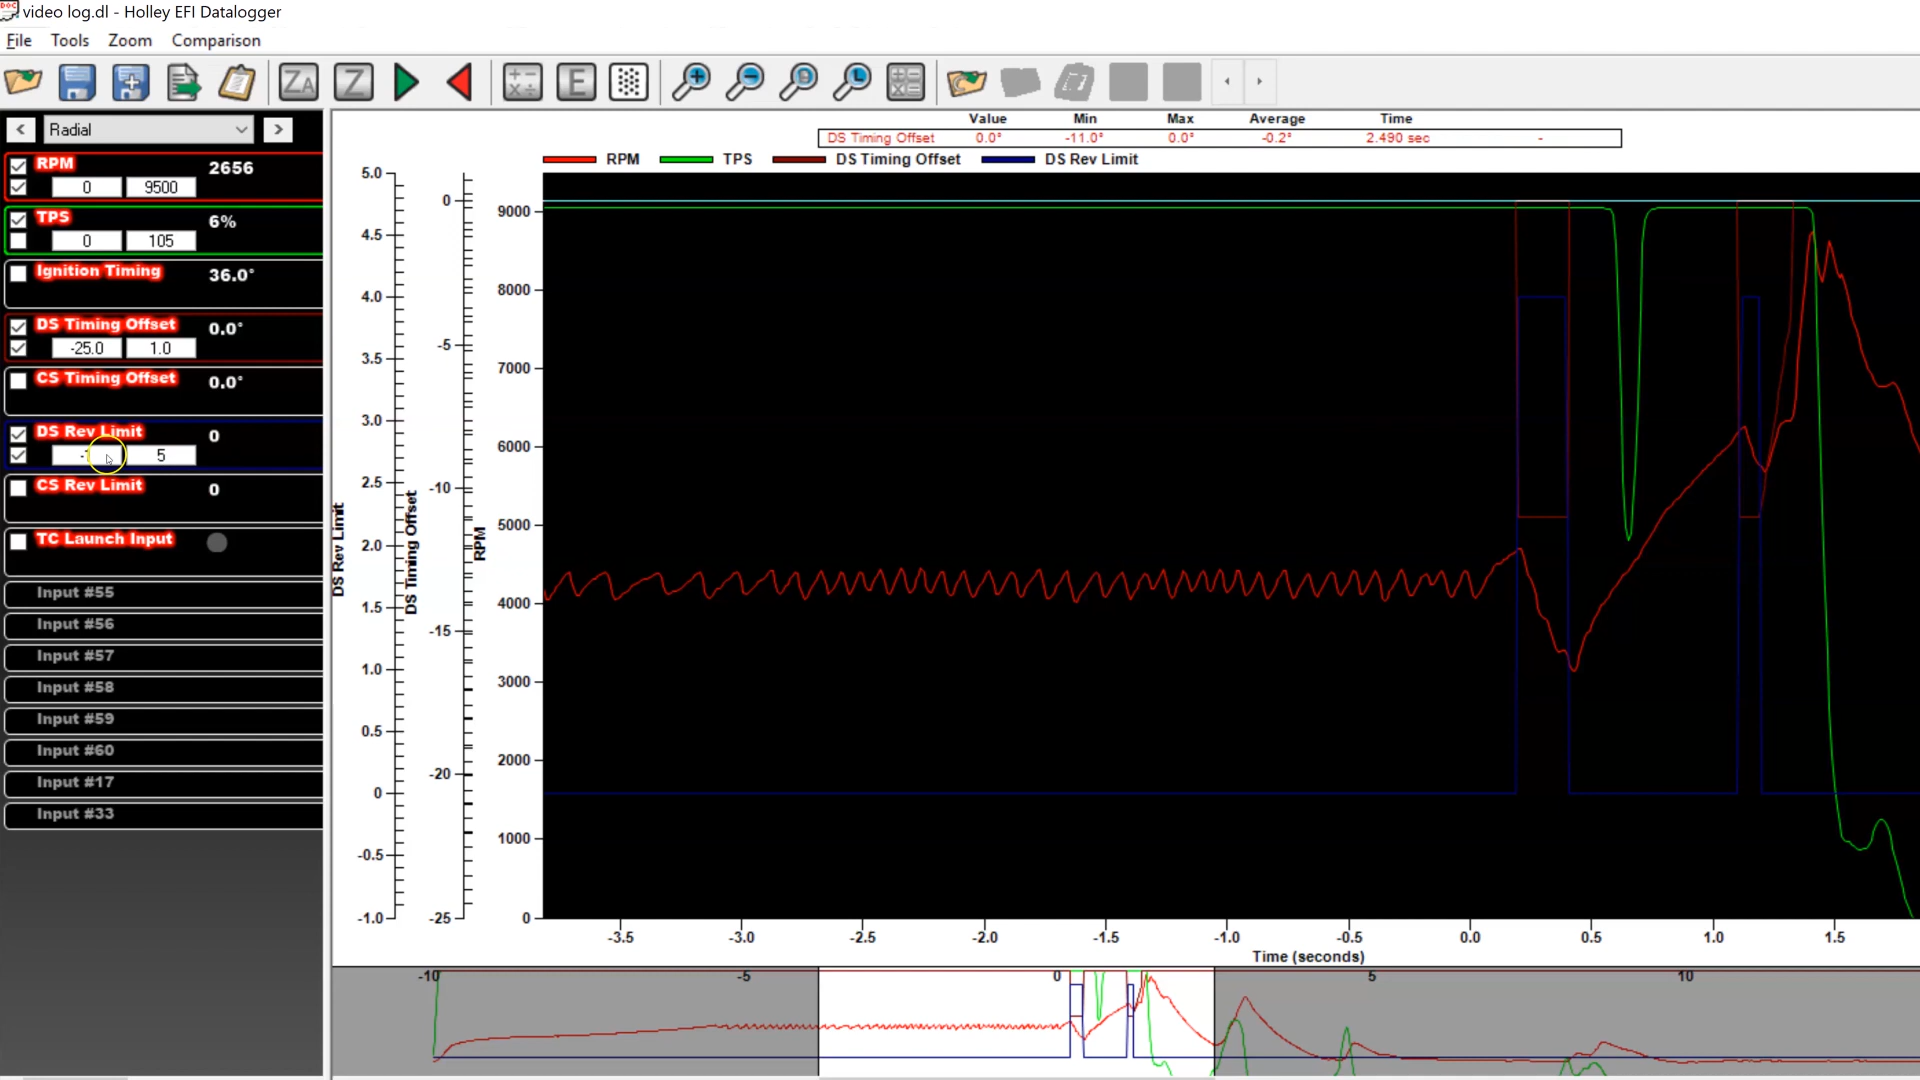 video log.dl - Holley EFI Datalogger
File Tools Zoom Comparison
ZA Z E
Radial
RPM 2656
0 9500
TPS 6%
0 105
Ignition Timing 36.0°
DS Timing Offset 0.0°
-25.0 1.0
CS Timing Offset 0.0°
DS Rev Limit 0
5
CS Rev Limit 0
TC Launch Input
Input #55
Input #56
Input #57
Input #58
Input #59
Input #60
Input #17
Input #33
Value Min Max Average Time
DS Timing Offset 0.0° -11.0° 0.0° -0.2° 2.490 sec -
RPM TPS DS Timing Offset DS Rev Limit
5.0
4.5
4.0
3.5
3.0
2.5
2.0
1.5
1.0
0.5
0
-0.5
-1.0
DS Rev Limit
0
-5
-10
-15
-20
-25
DS Timing Offset
9000
8000
7000
6000
5000
4000
3000
2000
1000
0
RPM
-3.5 -3.0 -2.5 -2.0 -1.5 -1.0 -0.5 0.0 0.5 1.0 1.5
Time (seconds)
-10 -5 0 5 10